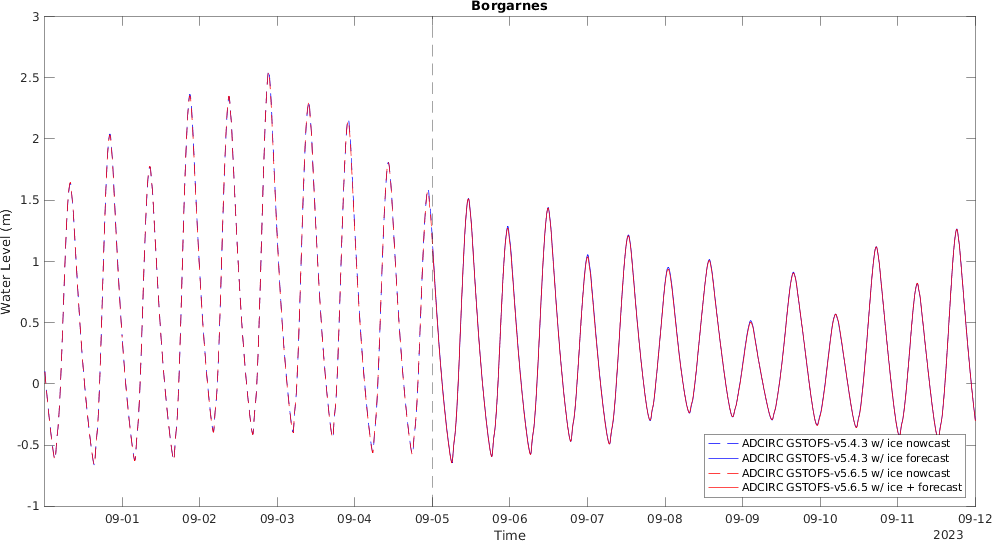 Borgarnes
3
2.5
2
1.5
1
0.5
0
-0.5
-1
Water Level (m)
ADCIRC GSTOFS-v5.4.3 w/ ice nowcast
ADCIRC GSTOFS-v5.4.3 w/ ice forecast
ADCIRC GSTOFS-v5.6.5 w/ ice nowcast
ADCIRC GSTOFS-v5.6.5 w/ ice + forecast
09-01 09-02 09-03 09-04 09-05 09-06 09-07 09-08 09-09 09-10 09-11 09-12
Time
2023